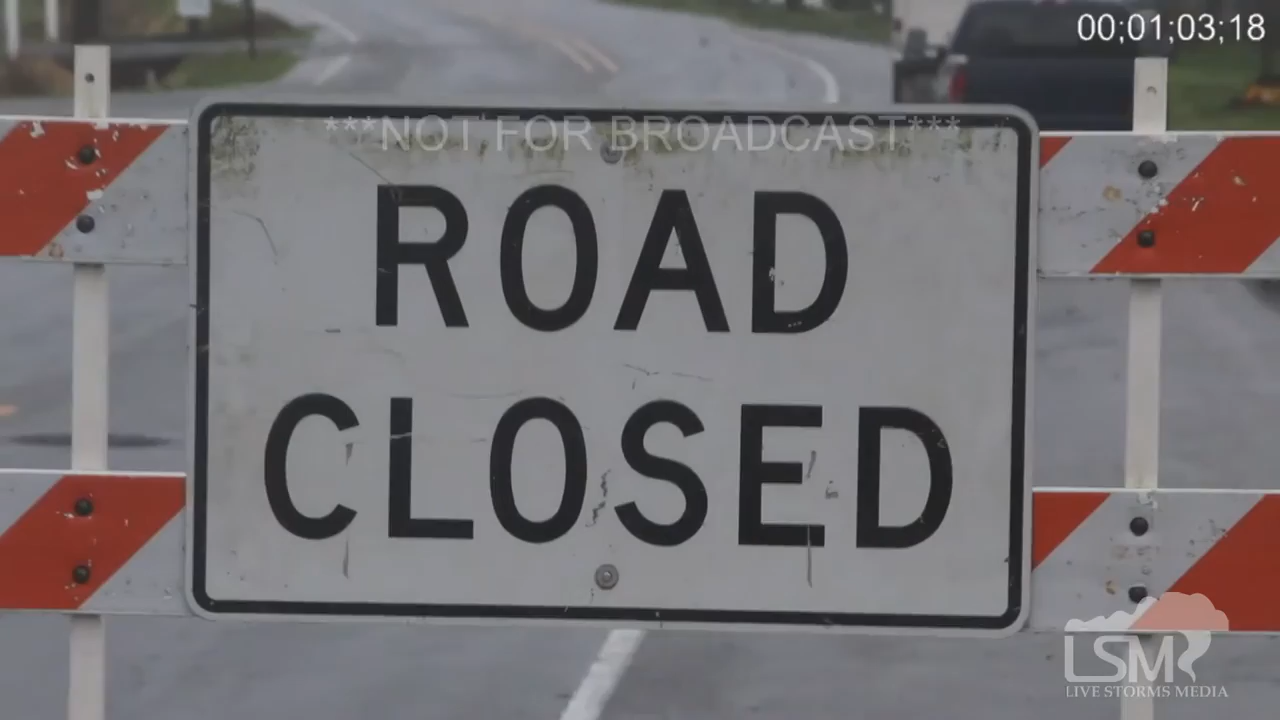 00;01;03;18
***NOT FOR BROADCAST***
ROAD
CLOSED
LSM
LIVE STORMS MEDIA